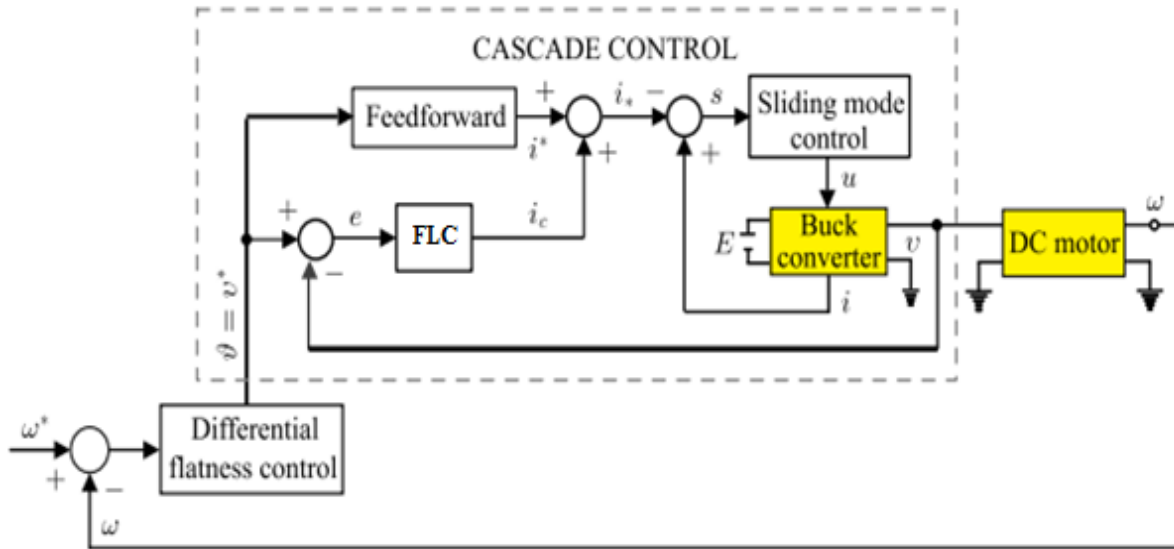 CASCADE CONTROL
Feedforward
+
i*
+
i* −
+
s
Sliding mode
control
u
+
e
−
FLC
i_c
E
Buck
converter
v
i
DC motor
ω
ϑ = υ*
ω*
+
−
Differential
flatness control
ω